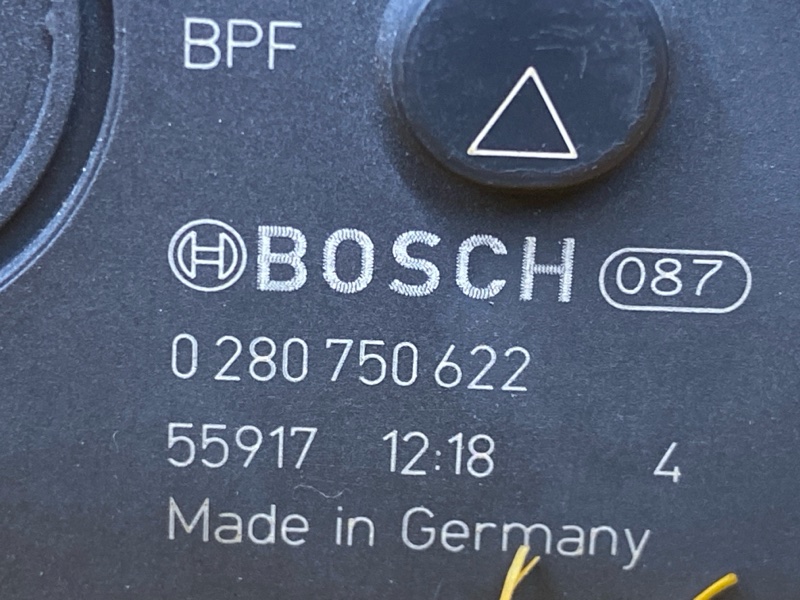 BPF
BOSCH 087
0 280 750 622
55917 12:18 4
Made in Germany